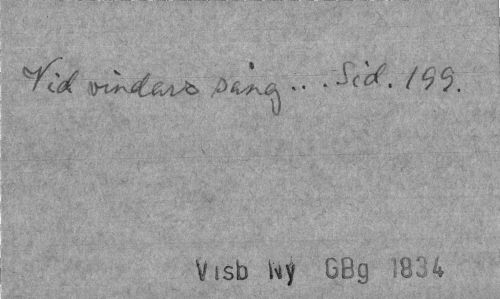 Vid vindars sång... Sid. 199.
Visb Ny GBg 1834